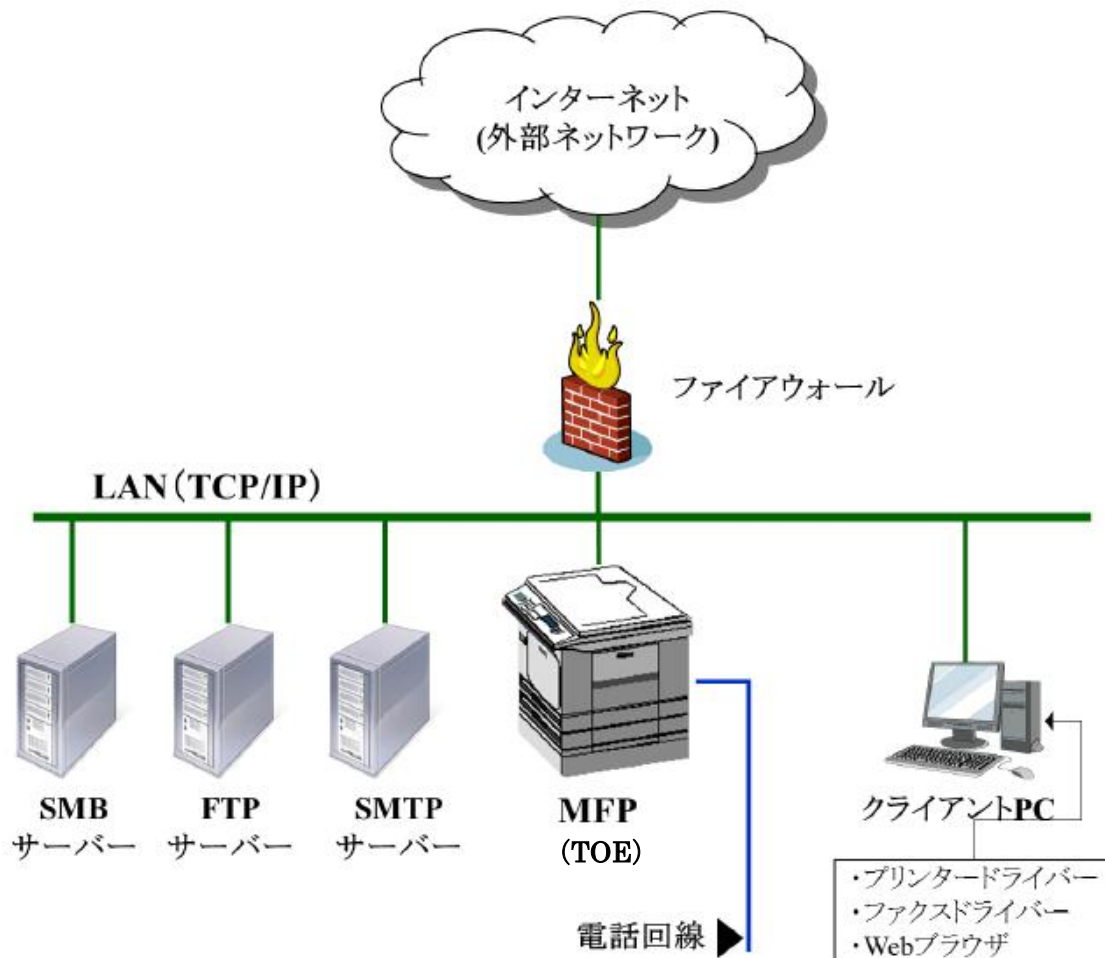 インターネット
(外部ネットワーク)
ファイアウォール
LAN(TCP/IP)
SMB
サーバー
FTP
サーバー
SMTP
サーバー
MFP
(TOE)
クライアントPC
・プリンタードライバー
・ファクスドライバー
・Webブラウザ
電話回線